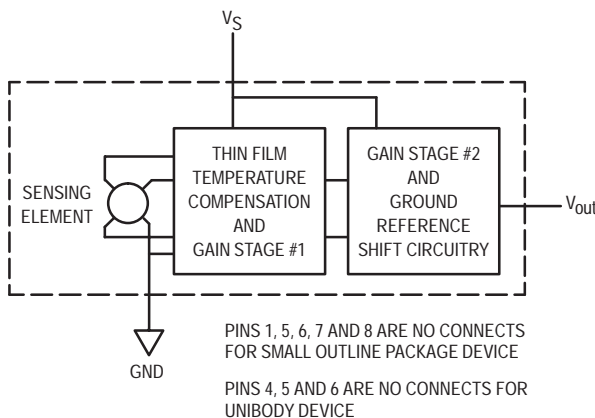 VS
THIN FILM
TEMPERATURE
COMPENSATION
AND
GAIN STAGE #1
GAIN STAGE #2
AND
GROUND
REFERENCE
SHIFT CIRCUITRY
SENSING
ELEMENT
Vout
GND
PINS 1, 5, 6, 7 AND 8 ARE NO CONNECTS
FOR SMALL OUTLINE PACKAGE DEVICE
PINS 4, 5 AND 6 ARE NO CONNECTS FOR
UNIBODY DEVICE